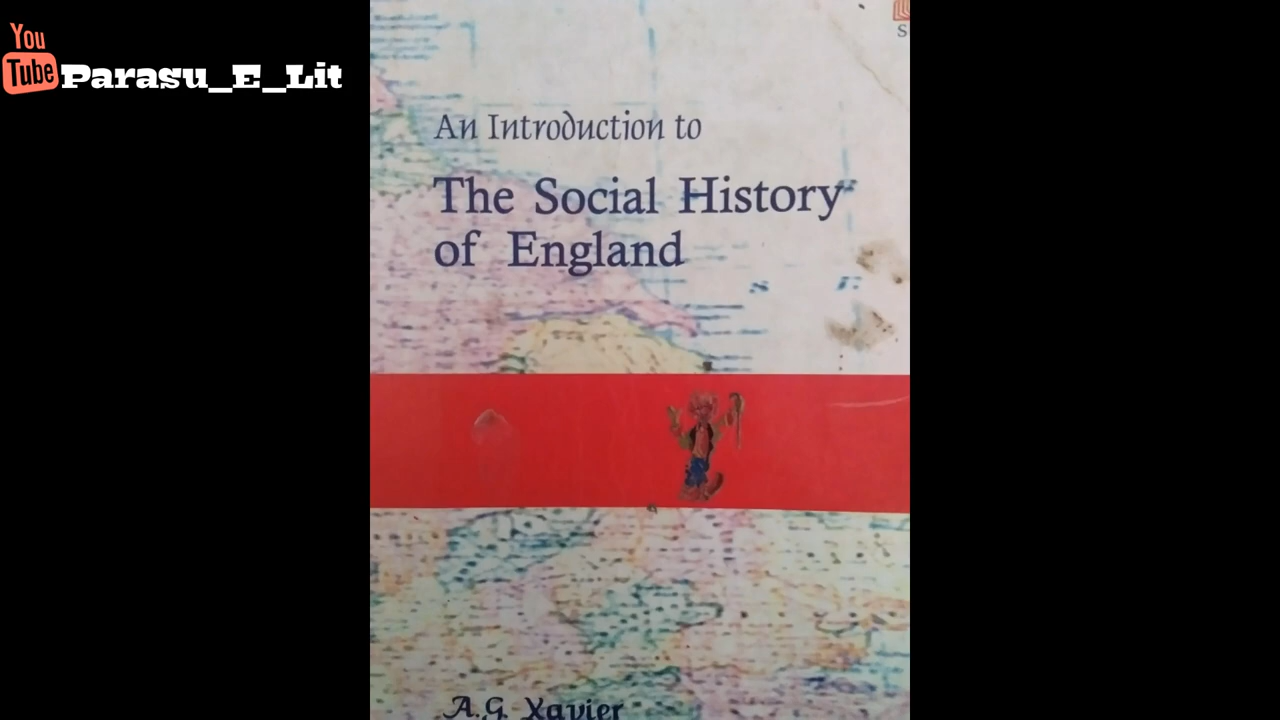 You
Tube
Parasu_E_Lit
S
An Introduction to
The Social History
of England
A.G. Xavier